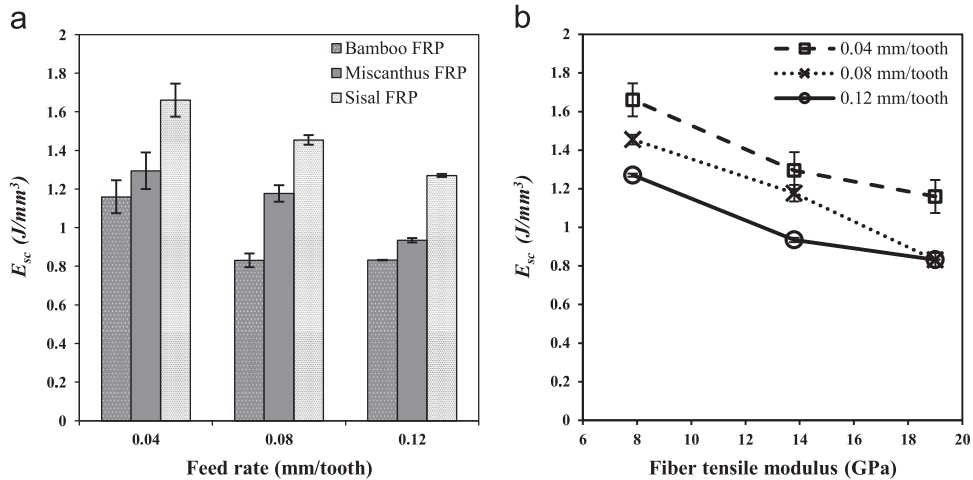 a
2
1.8
1.6
1.4
1.2
1
0.8
0.6
0.4
0.2
0
E_sc (J/mm³)
Bamboo FRP
Miscanthus FRP
Sisal FRP
0.04 0.08 0.12
Feed rate (mm/tooth)
b
2
1.8
1.6
1.4
1.2
1
0.8
0.6
0.4
0.2
0
E_sc (J/mm³)
0.04 mm/tooth
0.08 mm/tooth
0.12 mm/tooth
6 8 10 12 14 16 18 20
Fiber tensile modulus (GPa)